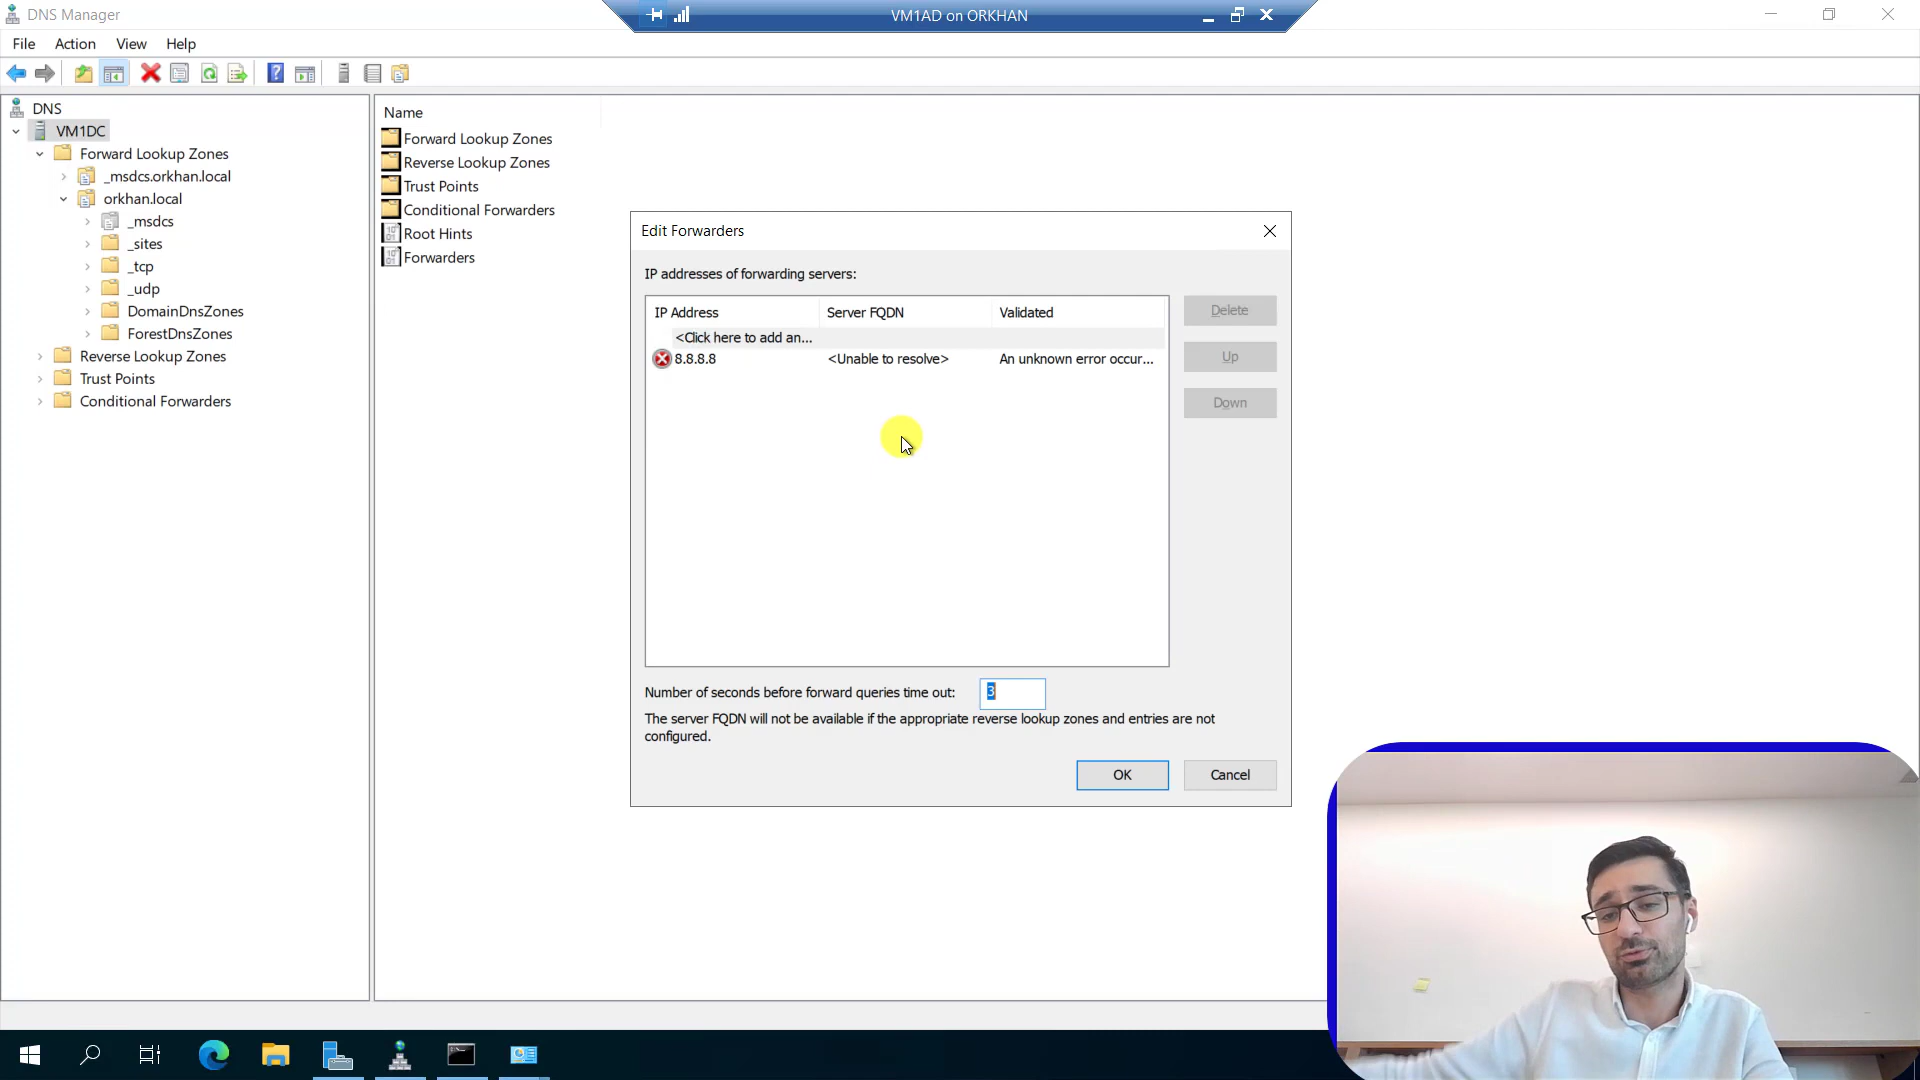 DNS Manager
VM1AD on ORKHAN
File Action View Help
DNS
VM1DC
Forward Lookup Zones
_msdcs.orkhan.local
orkhan.local
_msdcs
_sites
_tcp
_udp
DomainDnsZones
ForestDnsZones
Reverse Lookup Zones
Trust Points
Conditional Forwarders
Name
Forward Lookup Zones
Reverse Lookup Zones
Trust Points
Conditional Forwarders
Root Hints
Forwarders
Edit Forwarders
IP addresses of forwarding servers:
IP Address Server FQDN Validated
<Click here to add an...
8.8.8.8 <Unable to resolve> An unknown error occur...
Delete
Up
Down
Number of seconds before forward queries time out: 3
The server FQDN will not be available if the appropriate reverse lookup zones and entries are not
configured.
OK Cancel